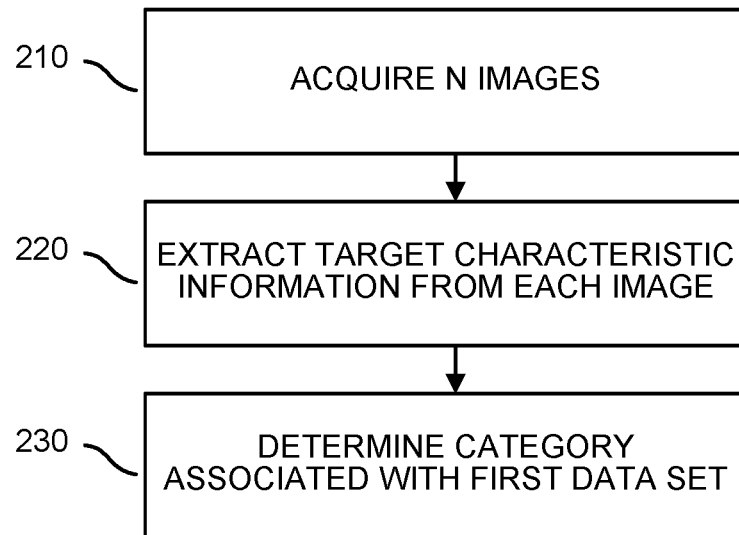 210
ACQUIRE N IMAGES
220
EXTRACT TARGET CHARACTERISTIC
INFORMATION FROM EACH IMAGE
230
DETERMINE CATEGORY
ASSOCIATED WITH FIRST DATA SET